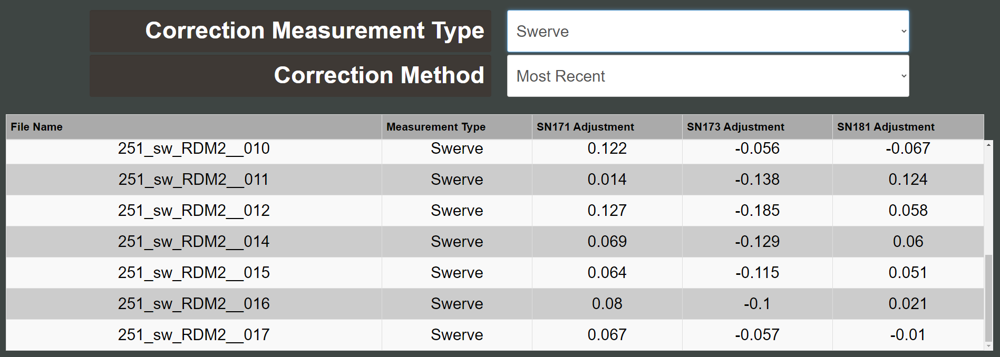 Correction Measurement Type Swerve
Correction Method Most Recent
File Name Measurement Type SN171 Adjustment SN173 Adjustment SN181 Adjustment
251_sw_RDM2__010 Swerve 0.122 -0.056 -0.067
251_sw_RDM2__011 Swerve 0.014 -0.138 0.124
251_sw_RDM2__012 Swerve 0.127 -0.185 0.058
251_sw_RDM2__014 Swerve 0.069 -0.129 0.06
251_sw_RDM2__015 Swerve 0.064 -0.115 0.051
251_sw_RDM2__016 Swerve 0.08 -0.1 0.021
251_sw_RDM2__017 Swerve 0.067 -0.057 -0.01